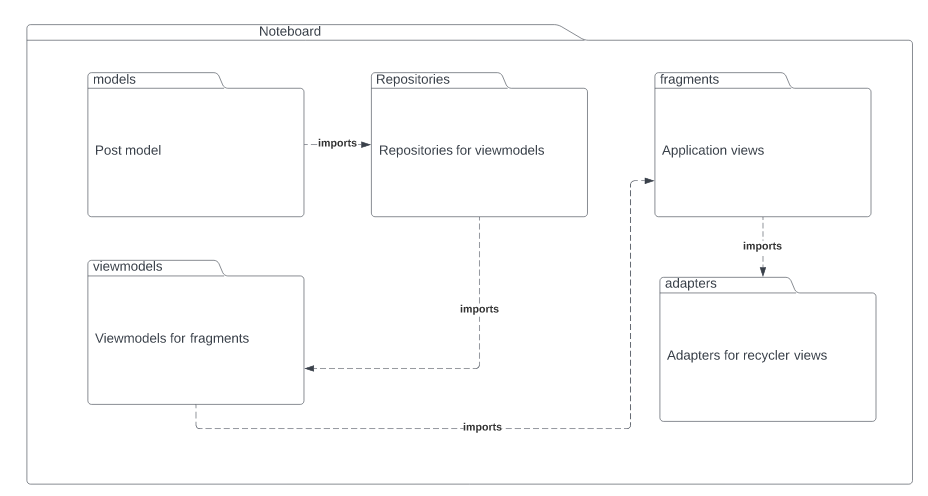 Noteboard
models
Repositories
fragments
Post model
imports
Repositories for viewmodels
Application views
imports
viewmodels
adapters
imports
Viewmodels for fragments
Adapters for recycler views
imports